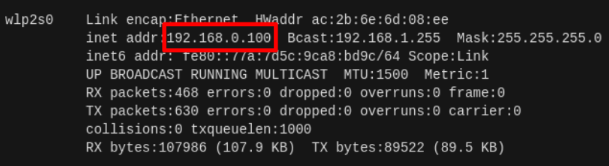 wlp2s0 Link encap:Ethernet HWaddr ac:2b:6e:6d:08:ee
inet addr:192.168.0.100 Bcast:192.168.1.255 Mask:255.255.255.0
inet6 addr: fe80::77a:7d5c:9ca8:bd9c/64 Scope:Link
UP BROADCAST RUNNING MULTICAST MTU:1500 Metric:1
RX packets:468 errors:0 dropped:0 overruns:0 frame:0
TX packets:630 errors:0 dropped:0 overruns:0 carrier:0
collisions:0 txqueuelen:1000
RX bytes:107986 (107.9 KB) TX bytes:89522 (89.5 KB)